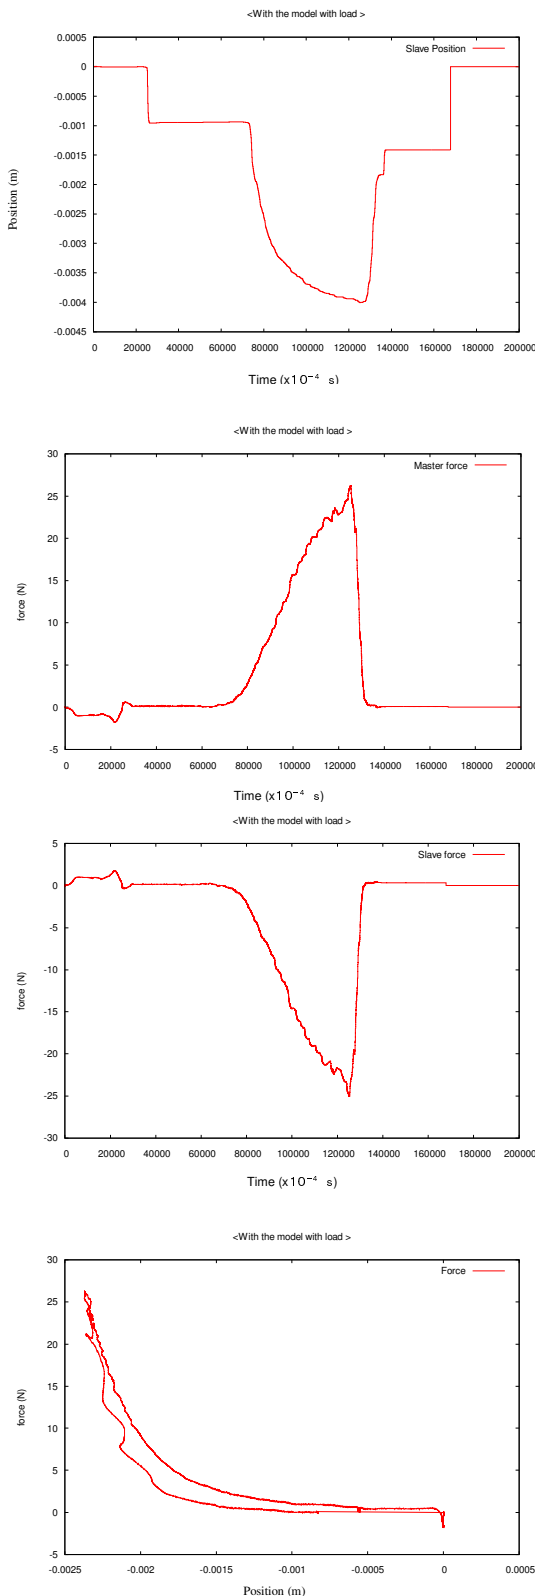 <With the model with load >
0.0005
Slave Position
0
-0.0005
-0.001
-0.0015
-0.002
-0.0025
-0.003
-0.0035
-0.004
-0.0045
Position (m)
0 20000 40000 60000 80000 100000 120000 140000 160000 180000 200000
Time (x10⁻⁴ s)
<With the model with load >
30
Master force
25
20
15
10
5
0
-5
force (N)
0 20000 40000 60000 80000 100000 120000 140000 160000 180000 200000
Time (x10⁻⁴ s)
<With the model with load >
5
Slave force
0
-5
-10
-15
-20
-25
-30
force (N)
0 20000 40000 60000 80000 100000 120000 140000 160000 180000 200000
Time (x10⁻⁴ s)
<With the model with load >
30
Force
25
20
15
10
5
0
-5
force (N)
-0.0025 -0.002 -0.0015 -0.001 -0.0005 0 0.0005
Position (m)